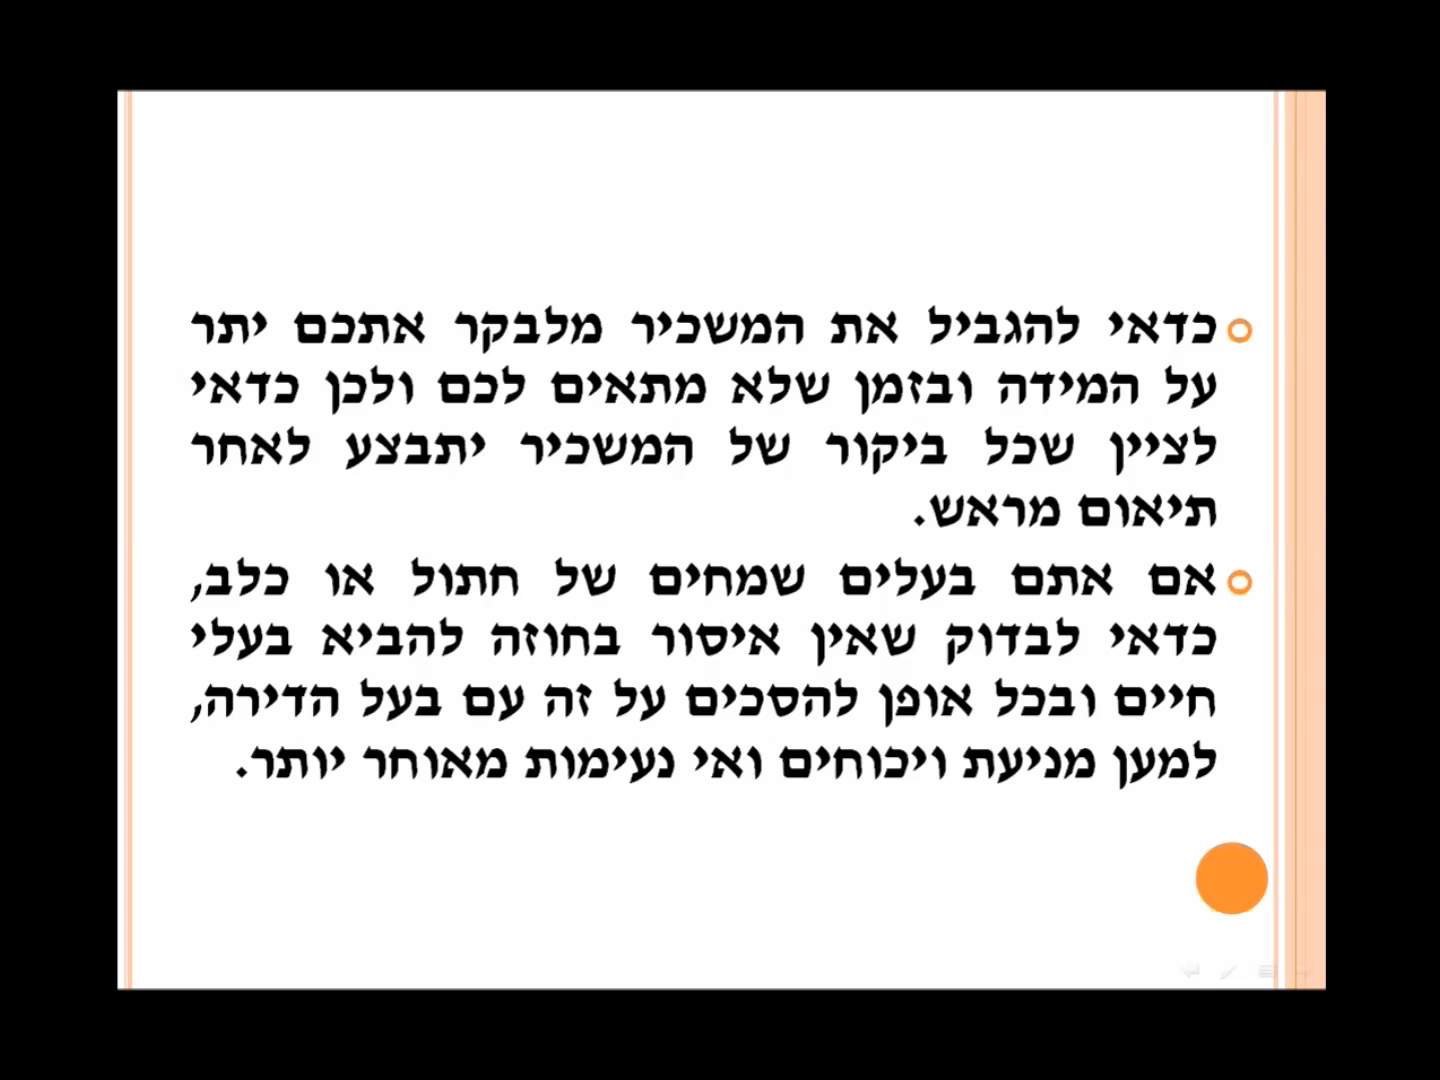 כדאי להגביל את המשכיר מלבקר אתכם יתר
על המידה ובזמן שלא מתאים לכם ולכן כדאי
לציין שכל ביקור של המשכיר יתבצע לאחר
תיאום מראש.
אם אתם בעלים שמחים של חתול או כלב,
כדאי לבדוק שאין איסור בחוזה להביא בעלי
חיים ובכל אופן להסכים על זה עם בעל הדירה,
למען מניעת ויכוחים ואי נעימות מאוחר יותר.